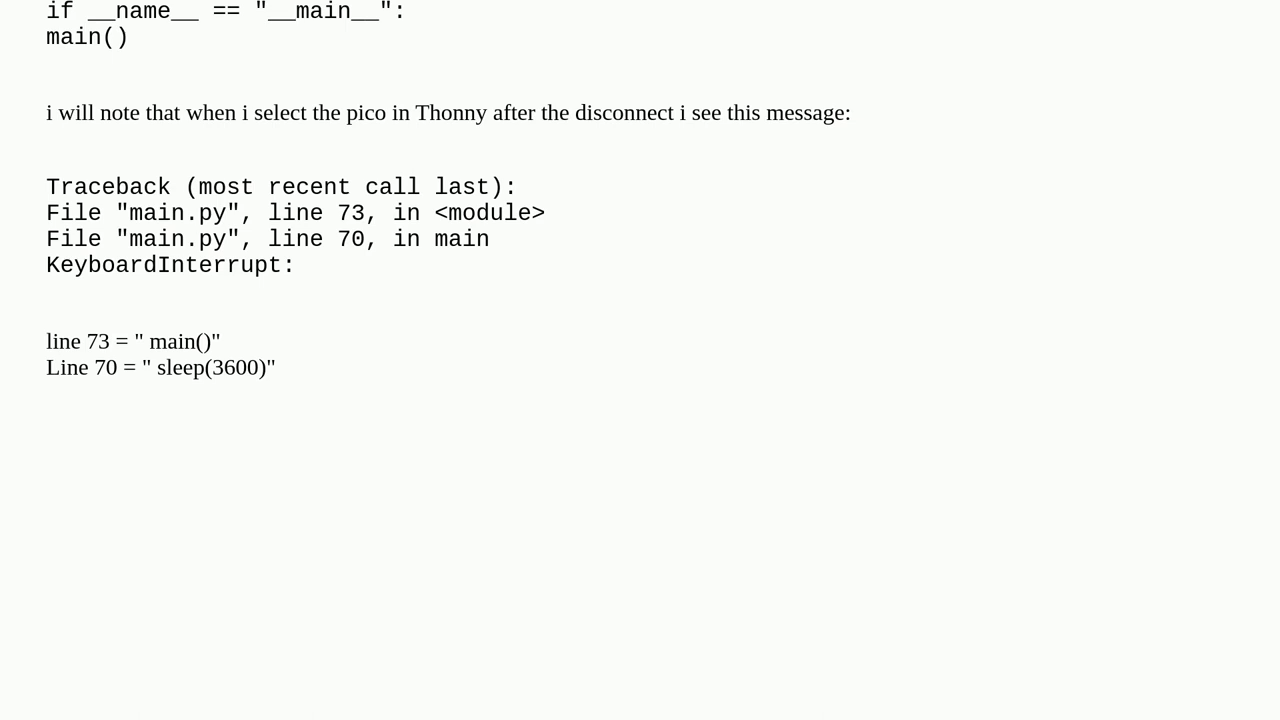 if __name__ == "__main__":
main()
i will note that when i select the pico in Thonny after the disconnect i see this message:
Traceback (most recent call last):
File "main.py", line 73, in <module>
File "main.py", line 70, in main
KeyboardInterrupt:
line 73 = " main()"
Line 70 = " sleep(3600)"